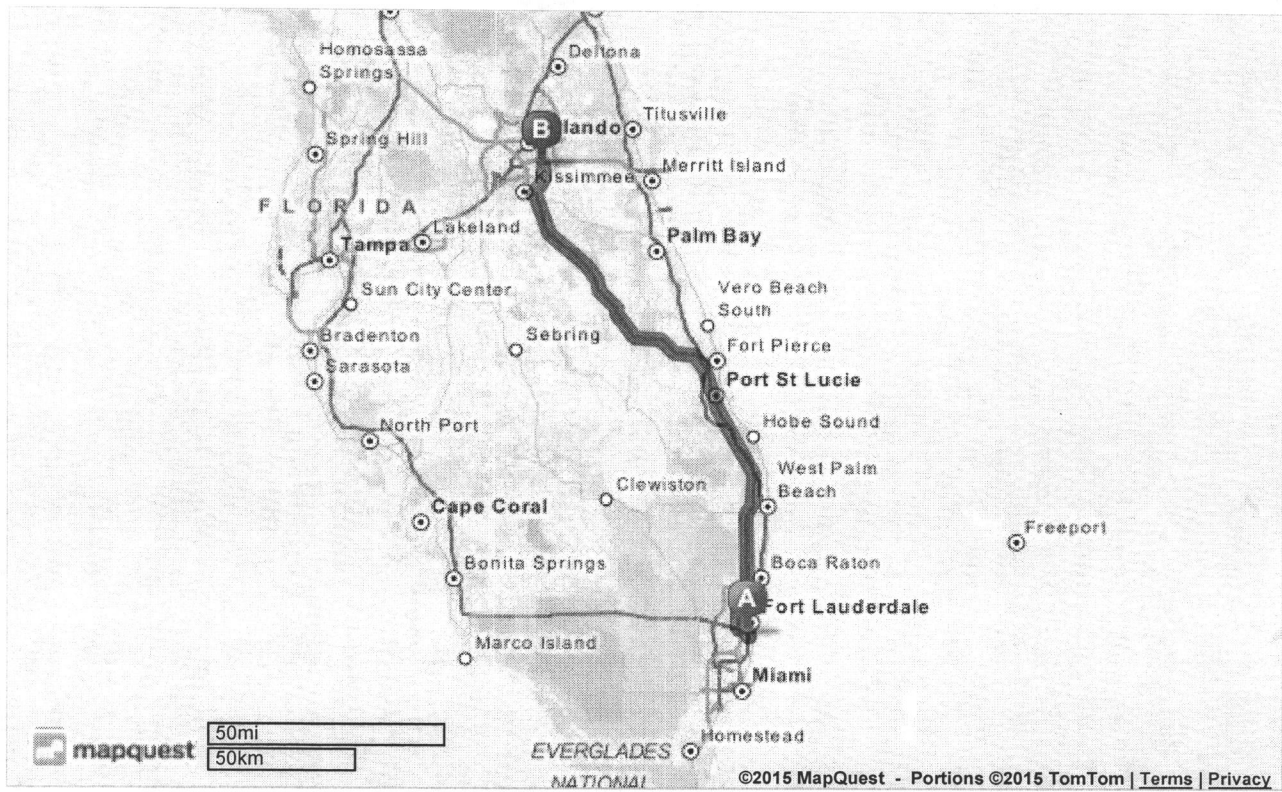 Homosassa
Springs
Deltona
Titusville
B
lando
Spring Hill
Merritt Island
Kissimmee
FLORIDA
Lakeland
Tampa
Palm Bay
Sun City Center
Vero Beach
South
Bradenton
Sebring
Fort Pierce
Sarasota
Port St Lucie
North Port
Hobe Sound
West Palm
Beach
Clewiston
Cape Coral
Freeport
Bonita Springs
Boca Raton
A
Fort Lauderdale
Marco Island
Miami
50mi
mapquest
50km
EVERGLADES
Homestead
NATIONAL
©2015 MapQuest - Portions ©2015 TomTom | Terms | Privacy